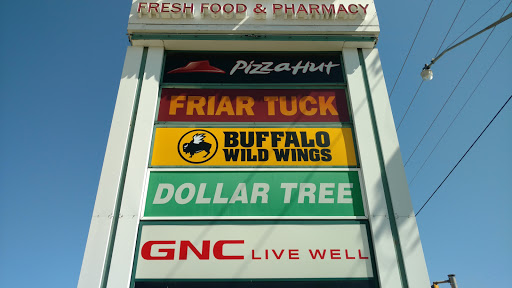 FRESH FOOD & PHARMACY
Pizza Hut
FRIAR TUCK
BUFFALO
WILD WINGS
DOLLAR TREE
GNC LIVE WELL